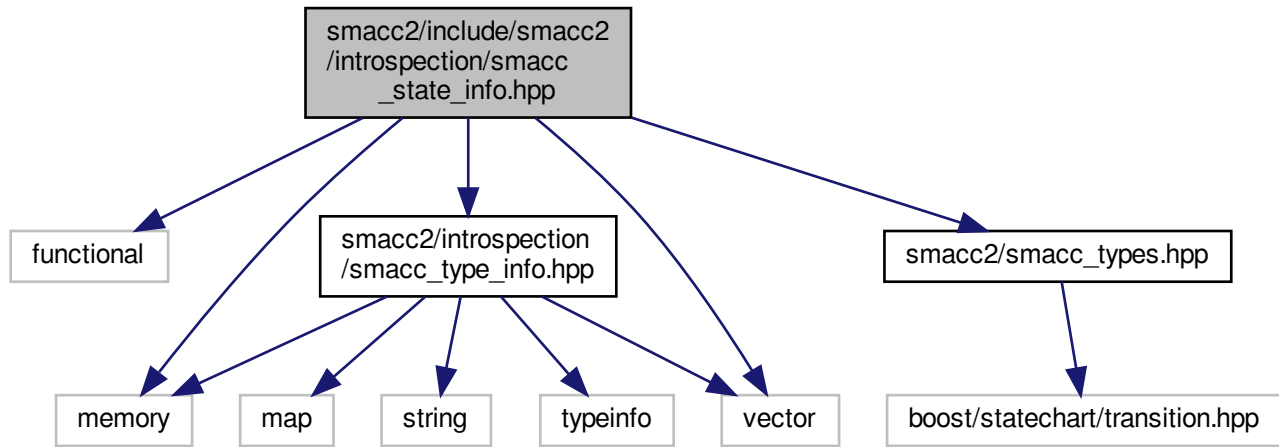 smacc2/include/smacc2
/introspection/smacc
_state_info.hpp
functional
smacc2/introspection
/smacc_type_info.hpp
smacc2/smacc_types.hpp
memory
map
string
typeinfo
vector
boost/statechart/transition.hpp